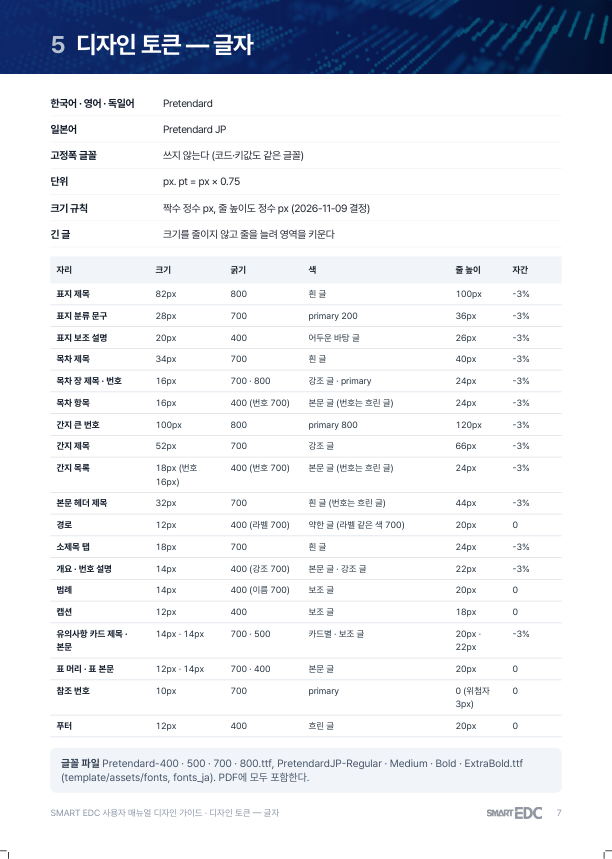 5 디자인 토큰 — 글자
한국어 · 영어 · 독일어 Pretendard
일본어 Pretendard JP
고정폭 글꼴 쓰지 않는다 (코드·키값도 같은 글꼴)
단위 px. pt = px × 0.75
크기 규칙 짝수 정수 px, 줄 높이도 정수 px (2026-11-09 결정)
긴 글 크기를 줄이지 않고 줄을 늘려 영역을 키운다
자리 크기 굵기 색 줄 높이 자간
표지 제목 82px 800 흰 글 100px -3%
표지 분류 문구 28px 700 primary 200 36px -3%
표지 보조 설명 20px 400 어두운 바탕 글 26px -3%
목차 제목 34px 700 흰 글 40px -3%
목차 장 제목 · 번호 16px 700 · 800 강조 글 · primary 24px -3%
목차 항목 16px 400 (번호 700) 본문 글 (번호는 흐린 글) 24px -3%
간지 큰 번호 100px 800 primary 800 120px -3%
간지 제목 52px 700 강조 글 66px -3%
간지 목록 18px (번호 400 (번호 700) 본문 글 (번호는 흐린 글) 24px -3%
16px)
본문 헤더 제목 32px 700 흰 글 (번호는 흐린 글) 44px -3%
경로 12px 400 (라벨 700) 약한 글 (라벨 같은 색 700) 20px 0
소제목 탭 18px 700 흰 글 24px -3%
개요 · 번호 설명 14px 400 (강조 700) 본문 글 · 강조 글 22px -3%
범례 14px 400 (이름 700) 보조 글 20px 0
캡션 12px 400 보조 글 18px 0
유의사항 카드 제목 · 14px · 14px 700 · 500 카드별 · 보조 글 20px · -3%
본문 22px
표 머리 · 표 본문 12px · 14px 700 · 400 본문 글 20px 0
참조 번호 10px 700 primary 0 (위첨자 0
3px)
푸터 12px 400 흐린 글 20px 0
글꼴 파일 Pretendard-400 · 500 · 700 · 800.ttf, PretendardJP-Regular · Medium · Bold · ExtraBold.ttf
(template/assets/fonts, fonts_ja). PDF에 모두 포함한다.
SMART EDC 사용자 매뉴얼 디자인 가이드 · 디자인 토큰 — 글자 SMART EDC 7